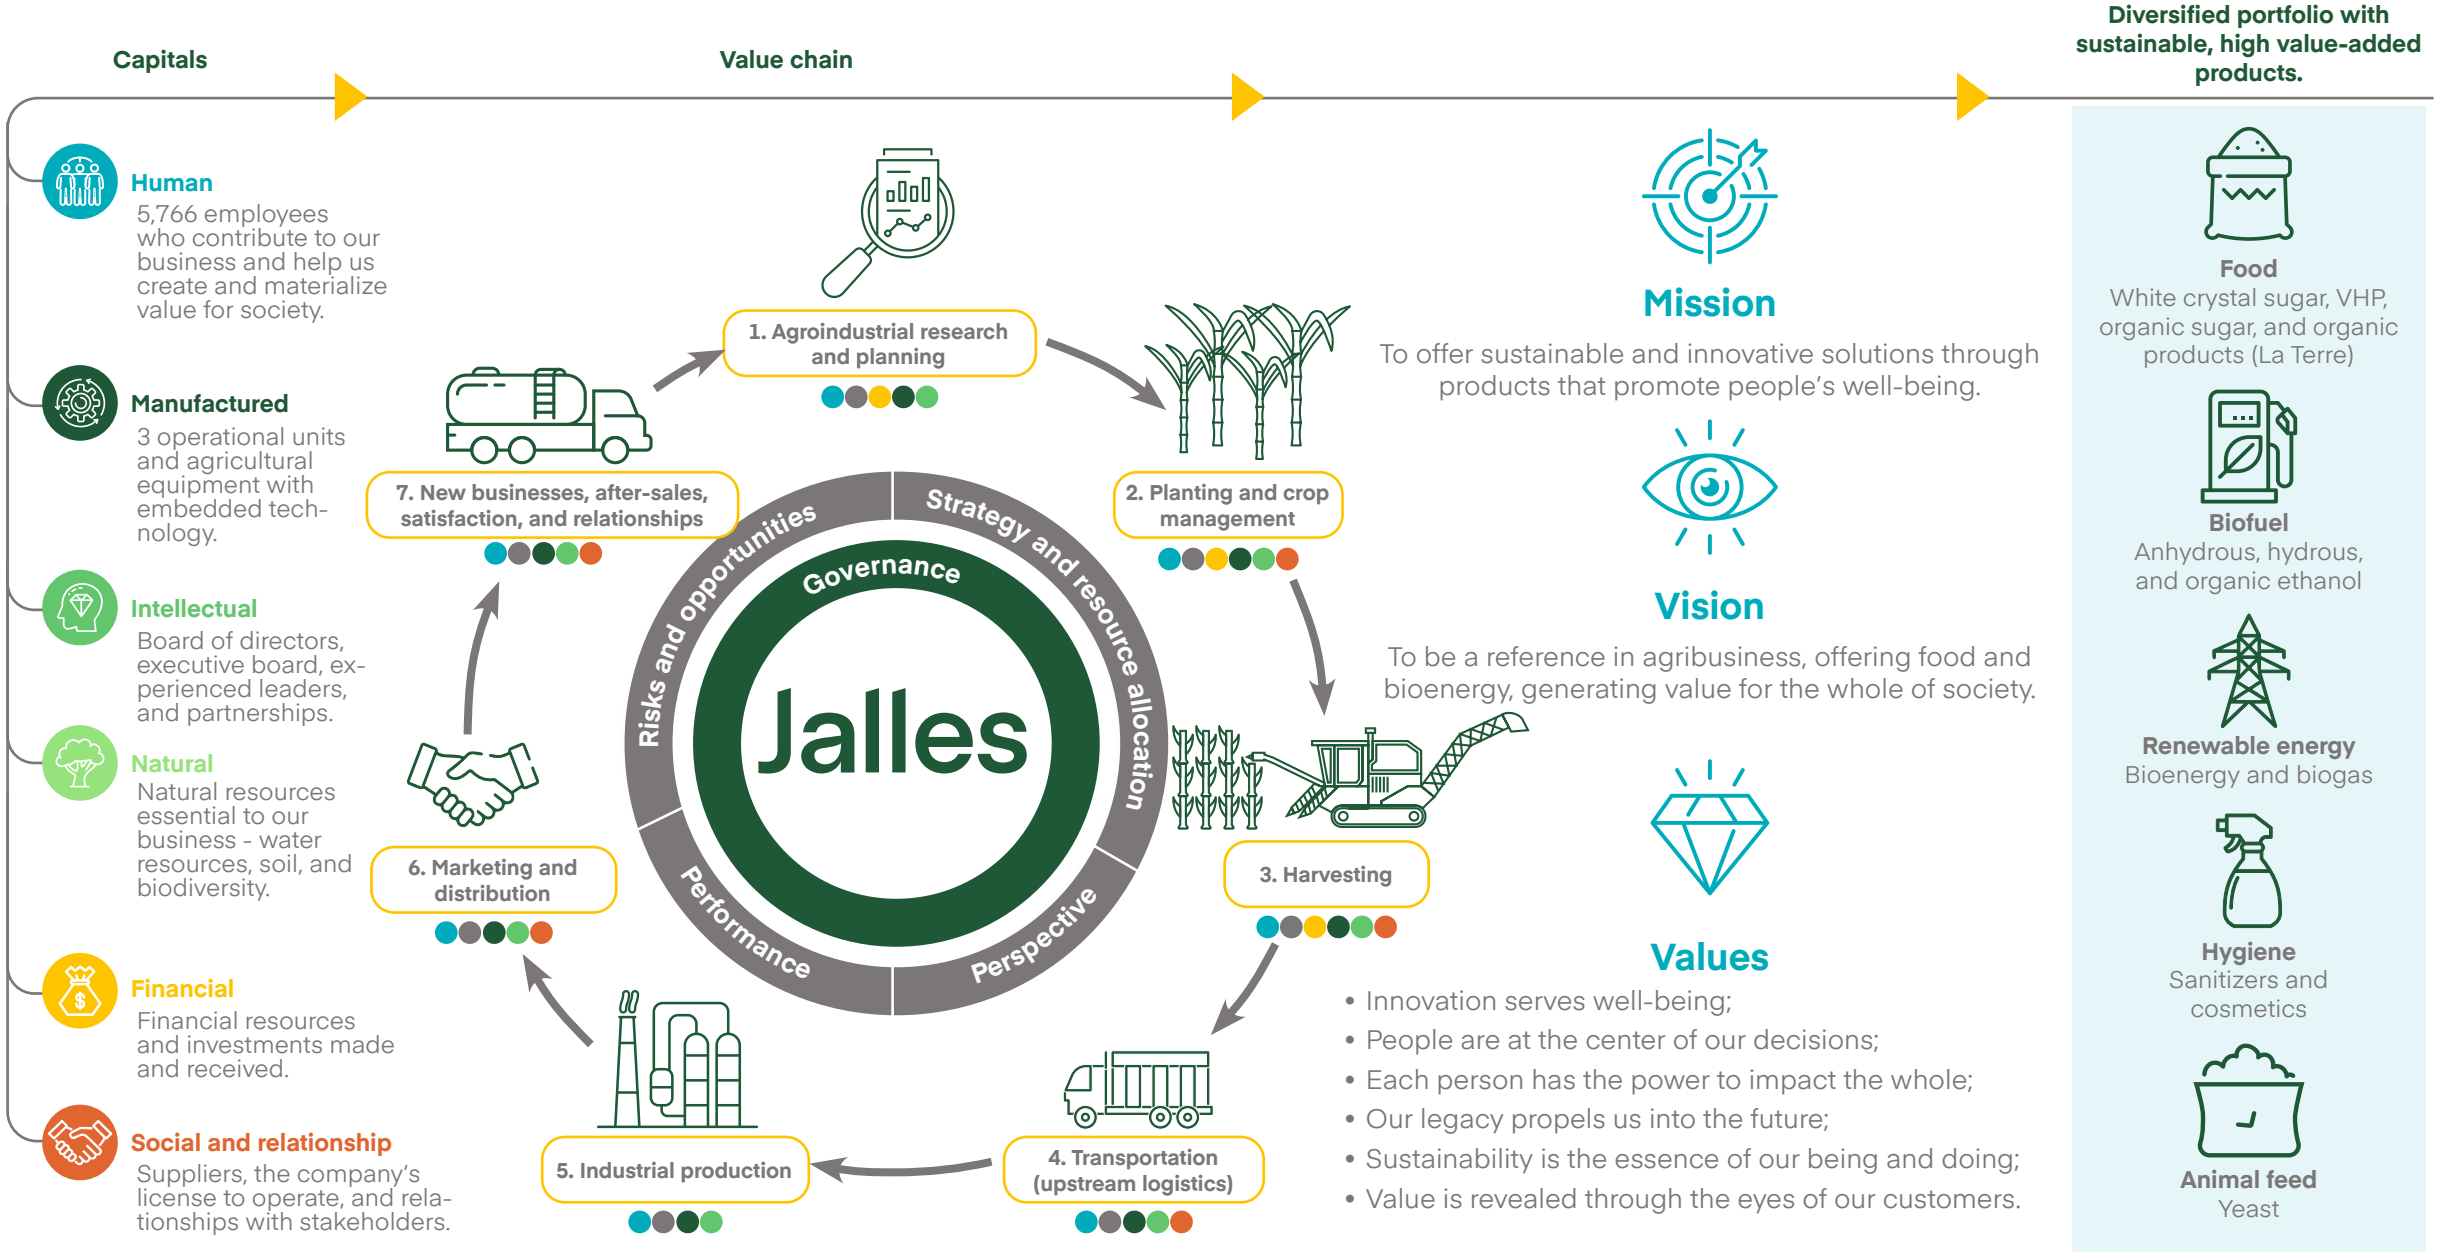 Capitals
Value chain
Diversified portfolio with
sustainable, high value-added
products.
Human
5,766 employees
who contribute to our
business and help us
create and materialize
value for society.
Manufactured
3 operational units
and agricultural
equipment with
embedded tech-
nology.
Intellectual
Board of directors,
executive board, ex-
perienced leaders,
and partnerships.
Natural
Natural resources
essential to our
business - water
resources, soil, and
biodiversity.
Financial
Financial resources
and investments made
and received.
$
Social and relationship
Suppliers, the company's
license to operate, and rela-
tionships with stakeholders.
1. Agroindustrial research
and planning
2. Planting and crop
management
3. Harvesting
4. Transportation
(upstream logistics)
5. Industrial production
6. Marketing and
distribution
7. New businesses, after-sales,
satisfaction, and relationships
Risks and opportunities
Strategy and resource allocation
Perspective
Performance
Governance
Jalles
Mission
To offer sustainable and innovative solutions through
products that promote people's well-being.
Vision
To be a reference in agribusiness, offering food and
bioenergy, generating value for the whole of society.
Values
• Innovation serves well-being;
• People are at the center of our decisions;
• Each person has the power to impact the whole;
• Our legacy propels us into the future;
• Sustainability is the essence of our being and doing;
• Value is revealed through the eyes of our customers.
Food
White crystal sugar, VHP,
organic sugar, and organic
products (La Terre)
Biofuel
Anhydrous, hydrous,
and organic ethanol
Renewable energy
Bioenergy and biogas
Hygiene
Sanitizers and
cosmetics
Animal feed
Yeast